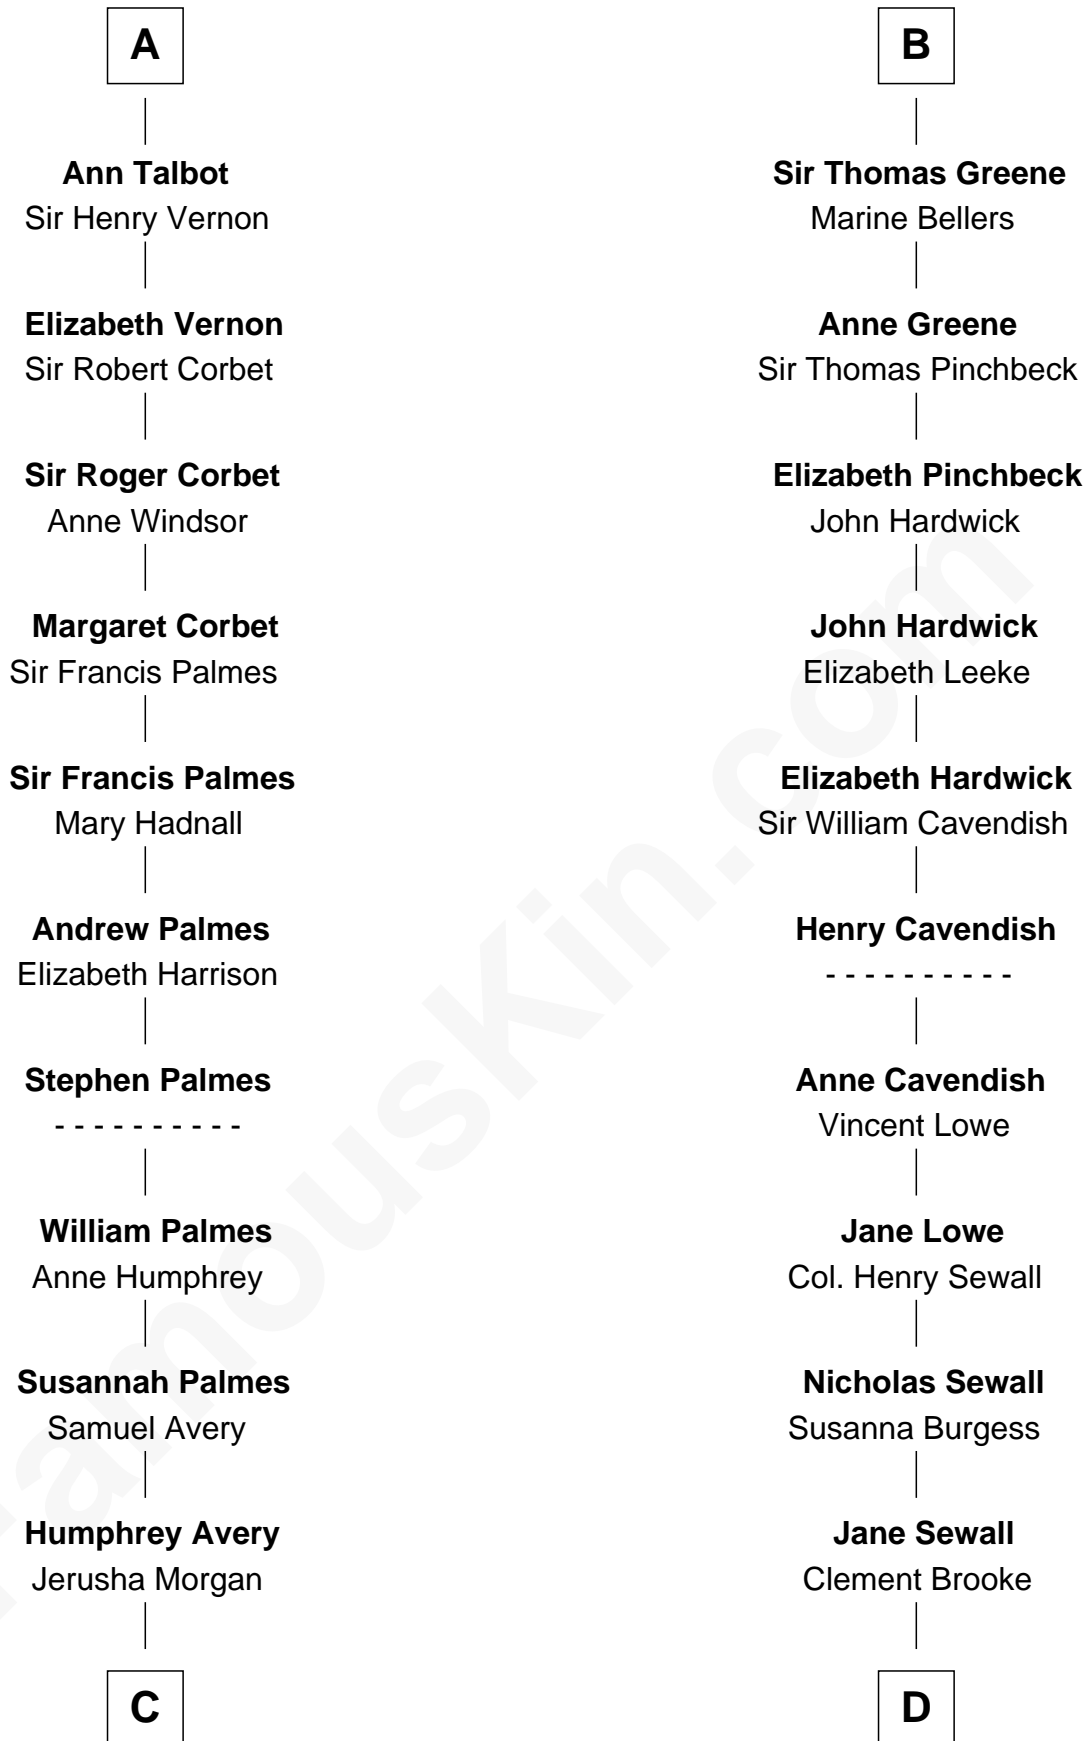 A
Ann Talbot
Sir Henry Vernon
Elizabeth Vernon
Sir Robert Corbet
Sir Roger Corbet
Anne Windsor
Margaret Corbet
Sir Francis Palmes
Sir Francis Palmes
Mary Hadnall
Andrew Palmes
Elizabeth Harrison
Stephen Palmes
- - - - - - - - - -
William Palmes
Anne Humphrey
Susannah Palmes
Samuel Avery
Humphrey Avery
Jerusha Morgan
C
B
Sir Thomas Greene
Marine Bellers
Anne Greene
Sir Thomas Pinchbeck
Elizabeth Pinchbeck
John Hardwick
John Hardwick
Elizabeth Leeke
Elizabeth Hardwick
Sir William Cavendish
Henry Cavendish
- - - - - - - - - -
Anne Cavendish
Vincent Lowe
Jane Lowe
Col. Henry Sewall
Nicholas Sewall
Susanna Burgess
Jane Sewall
Clement Brooke
D
FamousKin.com